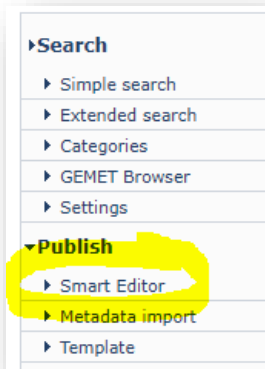 Search
Simple search
Extended search
Categories
GEMET Browser
Settings
Publish
Smart Editor
Metadata import
Template